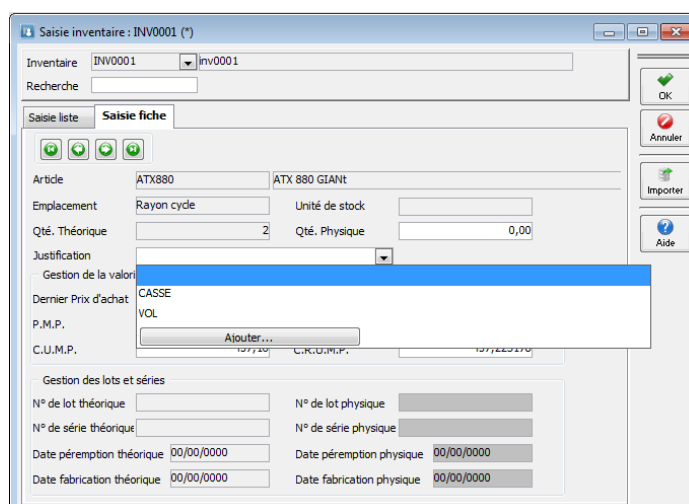 Saisie inventaire : INV0001 (*)
Inventaire INV0001 inv0001
Recherche
OK
Saisie liste Saisie fiche
Annuler
Article ATX880 ATX 880 GIANt
Importer
Emplacement Rayon cycle Unité de stock
Qté. Théorique 2 Qté. Physique 0,00
Aide
Justification
Gestion de la valori
CASSE
Dernier Prix d'achat
VOL
P.M.P.
Ajouter...
C.U.M.P. C.R.U.M.P.
Gestion des lots et séries
N° de lot théorique N° de lot physique
N° de série théorique N° de série physique
Date péremption théorique 00/00/0000 Date péremption physique 00/00/0000
Date fabrication théorique 00/00/0000 Date fabrication physique 00/00/0000